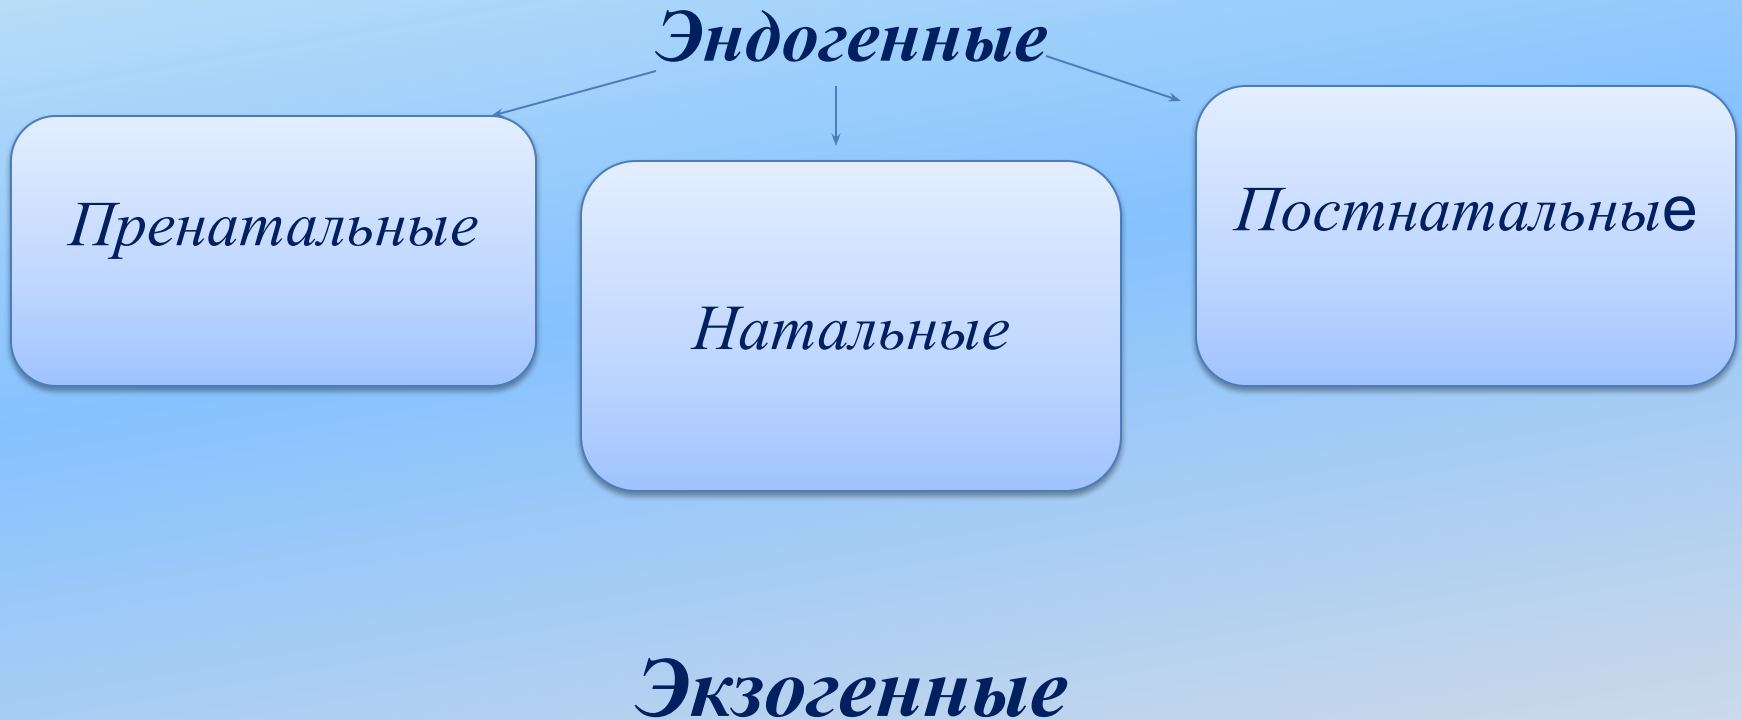 Эндогенные
Пренатальные
Натальные
Постнатальные
Экзогенные